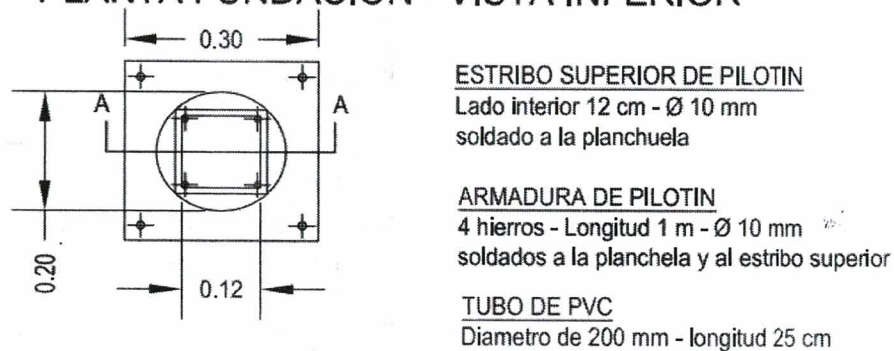 PLANTA FUNDACION - VISTA INFERIOR
0.30
A
A
0.20
0.12
ESTRIBO SUPERIOR DE PILOTIN
Lado interior 12 cm - Ø 10 mm
soldado a la planchuela
ARMADURA DE PILOTIN
4 hierros - Longitud 1 m - Ø 10 mm
soldados a la planchela y al estribo superior
TUBO DE PVC
Diametro de 200 mm - longitud 25 cm